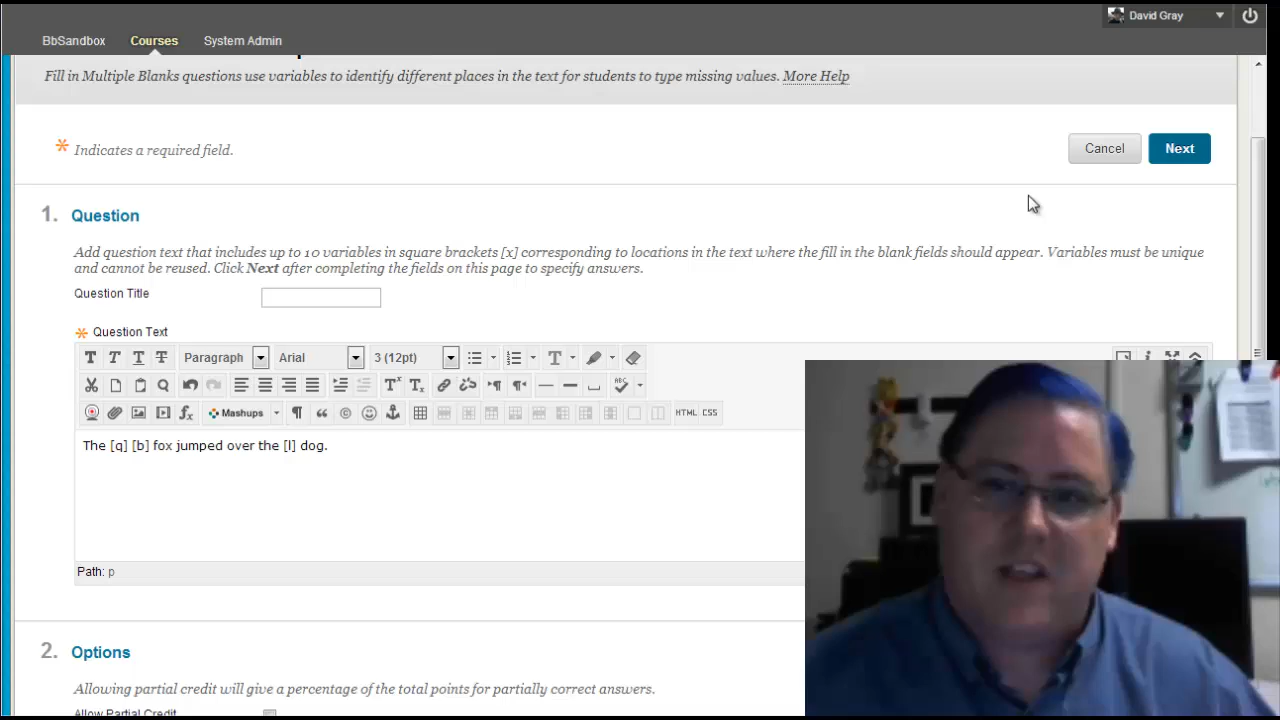 David Gray
BbSandbox Courses System Admin
Fill in Multiple Blanks questions use variables to identify different places in the text for students to type missing values. More Help
* Indicates a required field.
Cancel Next
1. Question
Add question text that includes up to 10 variables in square brackets [x] corresponding to locations in the text where the fill in the blank fields should appear. Variables must be unique
and cannot be reused. Click Next after completing the fields on this page to specify answers.
Question Title
* Question Text
T T T T Paragraph Arial 3 (12pt) T
Tˣ Tₓ ABC
Mashups HTML CSS
The [q] [b] fox jumped over the [l] dog.
Path: p
2. Options
Allowing partial credit will give a percentage of the total points for partially correct answers.
Allow Partial Credit